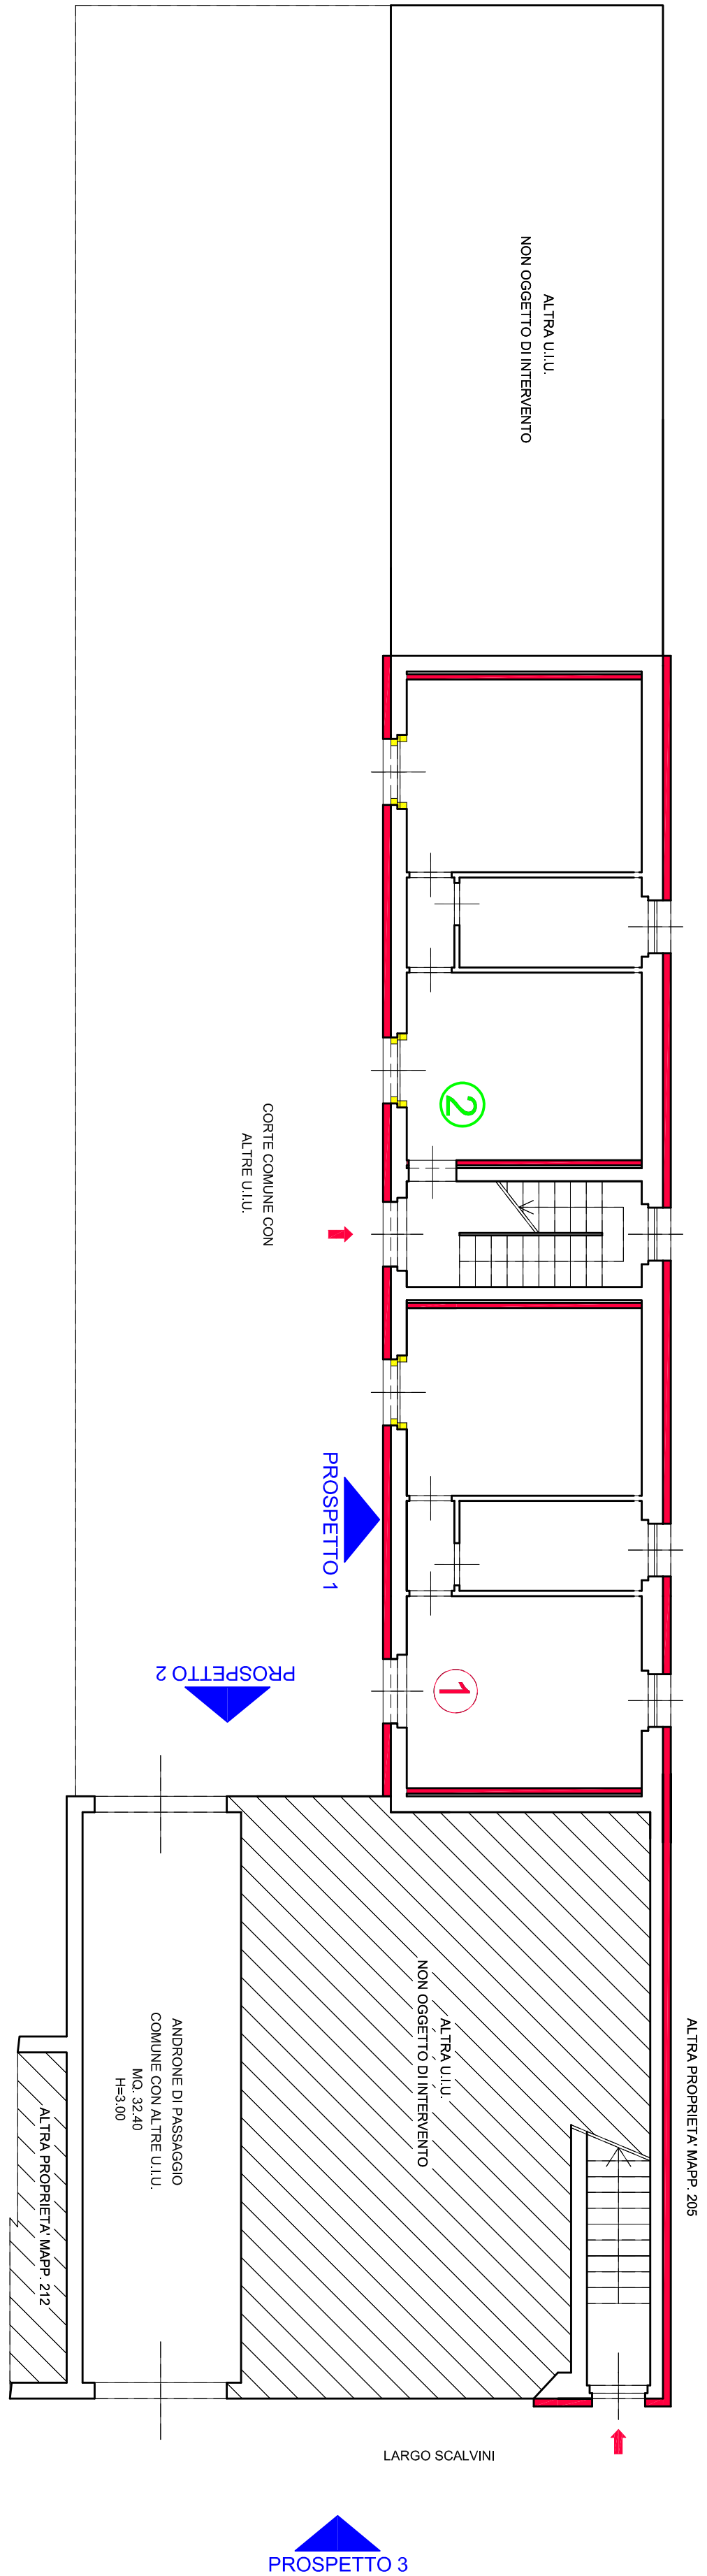 ALTRA U.I.U.
NON OGGETTO DI INTERVENTO
2
CORTE COMUNE CON
ALTRE U.I.U.
PROSPETTO 1
PROSPETTO 2
1
ALTRA U.I.U.
NON OGGETTO DI INTERVENTO
ALTRA PROPRIETA' MAPP. 205
ANDRONE DI PASSAGGIO
COMUNE CON ALTRE U.I.U.
MQ. 32.40
H=3.00
ALTRA PROPRIETA' MAPP. 212
LARGO SCALVINI
PROSPETTO 3